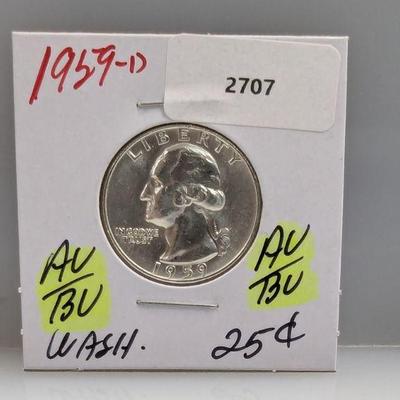 1959-D
2707
LIBERTY
IN GOD WE
TRUST
1959
AU/BU
AU/BU
WASH.
25¢